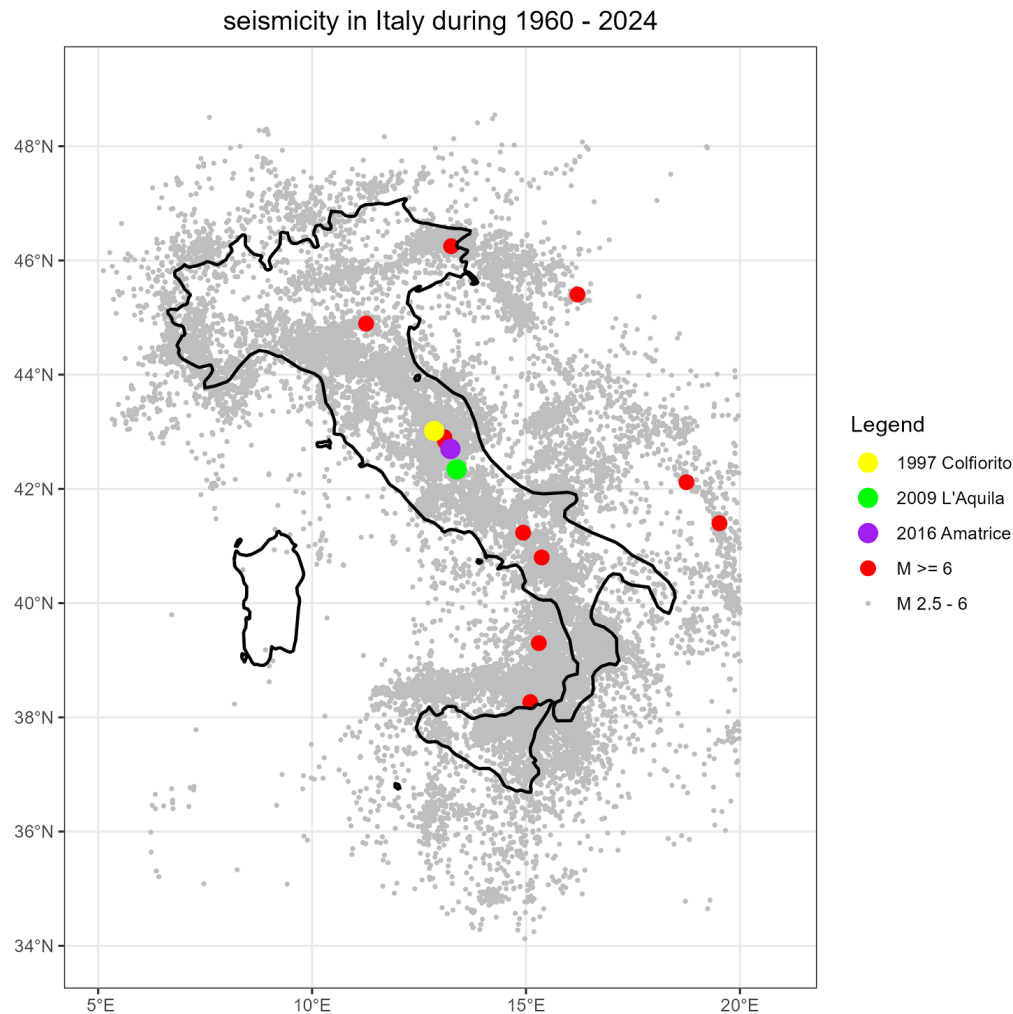 seismicity in Italy during 1960 - 2024
48°N
46°N
44°N
42°N
40°N
38°N
36°N
34°N
5°E
10°E
15°E
20°E
Legend
1997 Colfiorito
2009 L'Aquila
2016 Amatrice
M >= 6
M 2.5 - 6